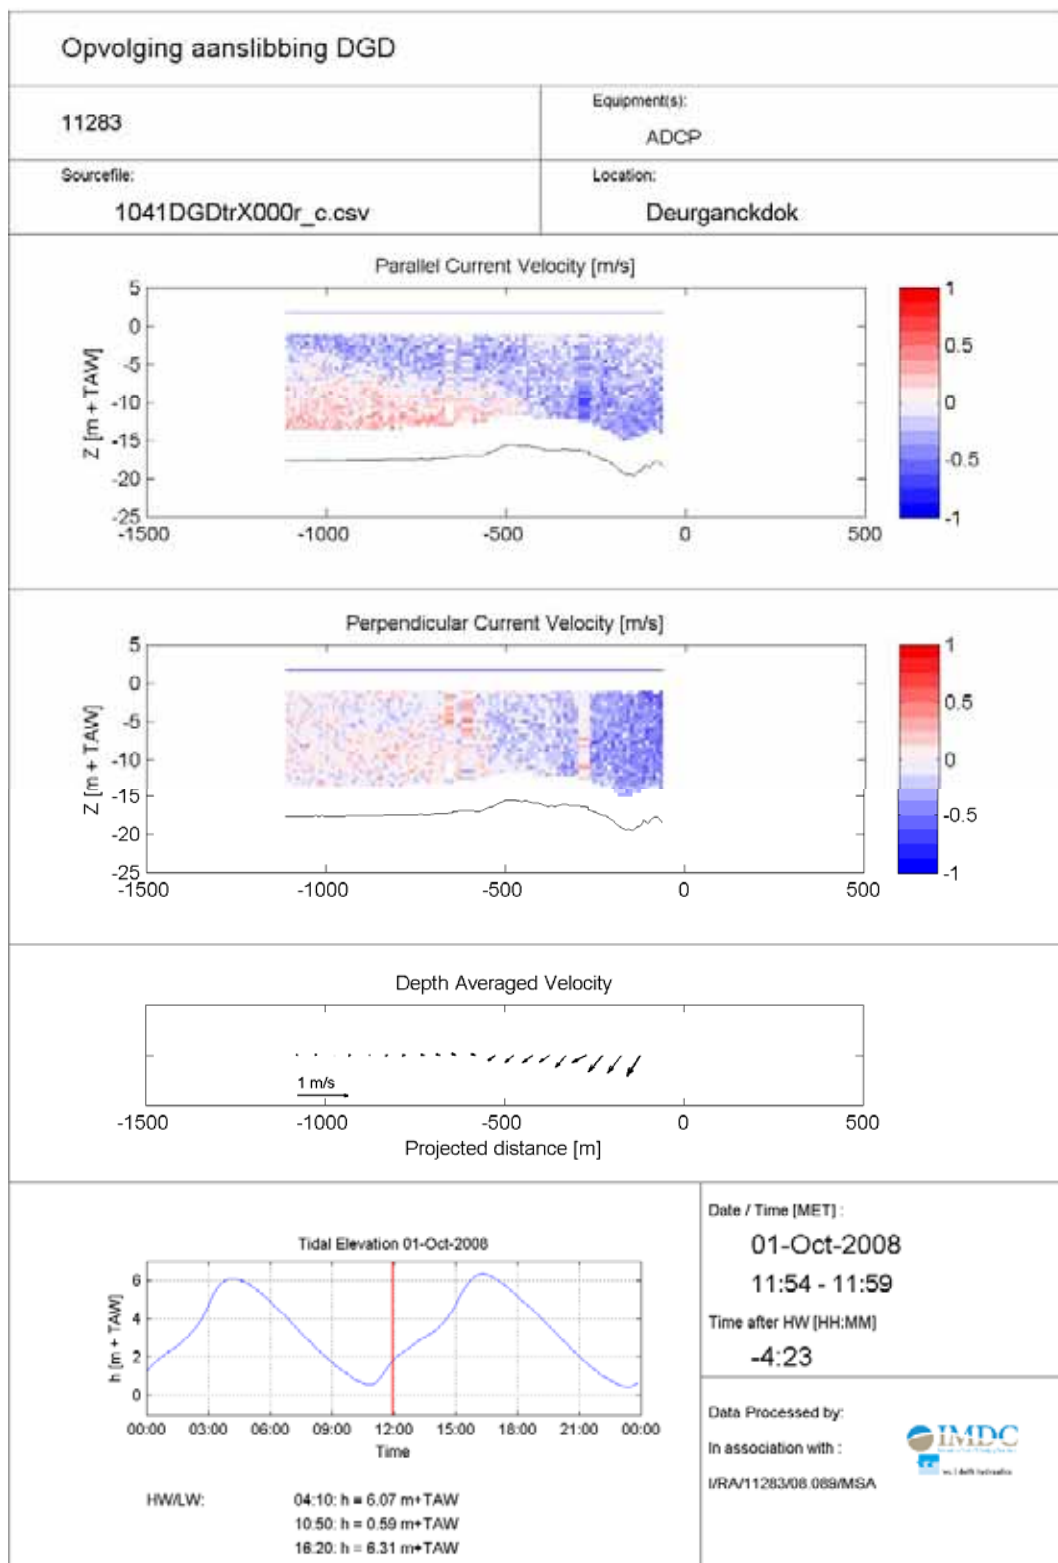 Opvolging aanslibbing DGD
11283
Equipment(s):
ADCP
Sourcefile:
1041DGDtrX000r_c.csv
Location:
Deurganckdok
Parallel Current Velocity [m/s]
5
0
-5
-10
-15
-20
-25
Z [m + TAW]
-1500
-1000
-500
0
500
1
0.5
0
-0.5
-1
Perpendicular Current Velocity [m/s]
5
0
-5
-10
-15
-20
-25
Z [m + TAW]
-1500
-1000
-500
0
500
1
0.5
0
-0.5
-1
Depth Averaged Velocity
1 m/s
-1500
-1000
-500
0
500
Projected distance [m]
Tidal Elevation 01-Oct-2008
6
4
2
0
h [m + TAW]
00:00
03:00
06:00
09:00
12:00
15:00
18:00
21:00
00:00
Time
HW/LW:
04:10: h = 6.07 m+TAW
10:50: h = 0.59 m+TAW
16:20: h = 6.31 m+TAW
Date / Time [MET] :
01-Oct-2008
11:54 - 11:59
Time after HW [HH:MM]
-4:23
Data Processed by:
IMDC
In association with :
wl | delft hydraulics
I/RA/11283/08.089/MSA